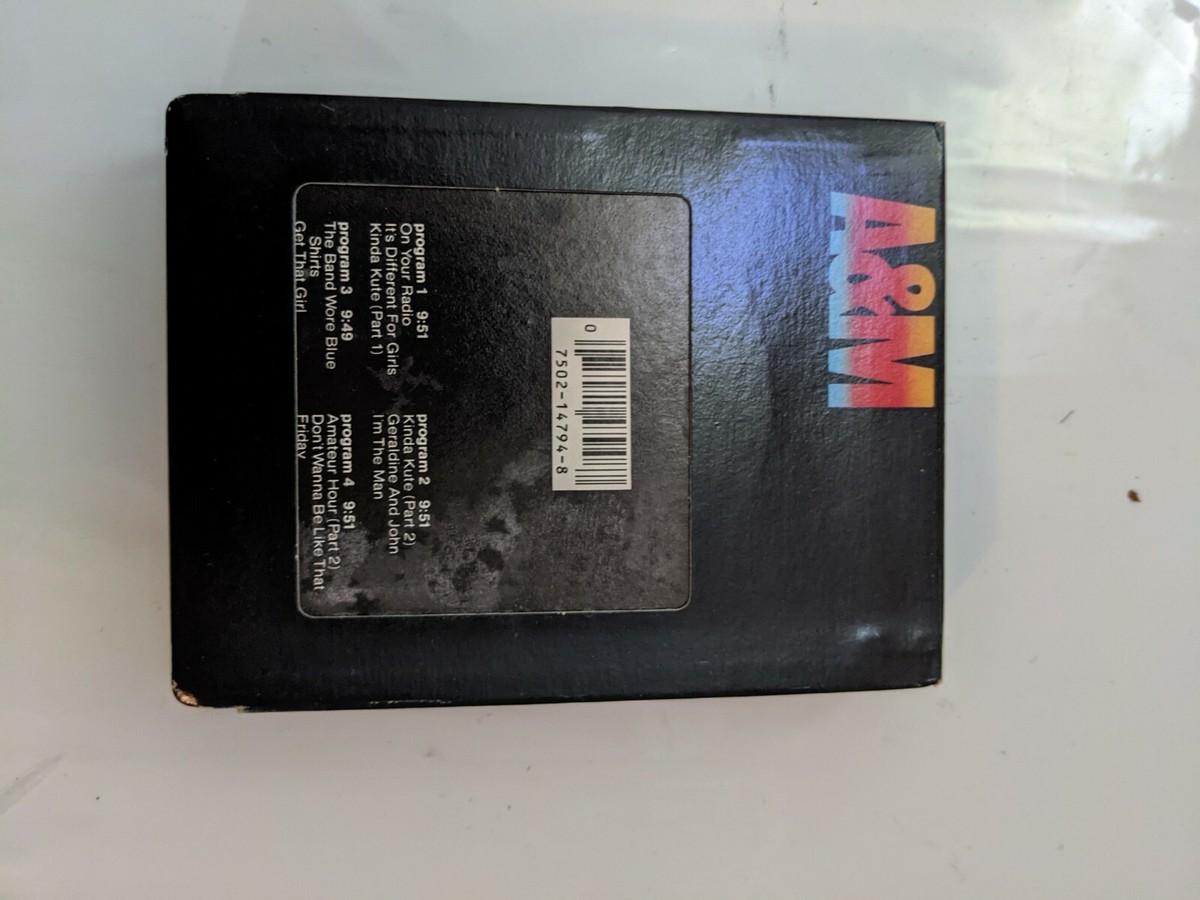 A&M
0 7502-14794-8
program 1 9:51
On Your Radio
It's Different For Girls
Kinda Kute (Part 1)
program 2 9:51
Kinda Kute (Part 2)
Geraldine And John
I'm The Man
program 3 9:49
The Band Wore Blue
Shirts
Get That Girl
program 4 9:51
Amateur Hour (Part 2)
Don't Wanna Be Like That
Friday